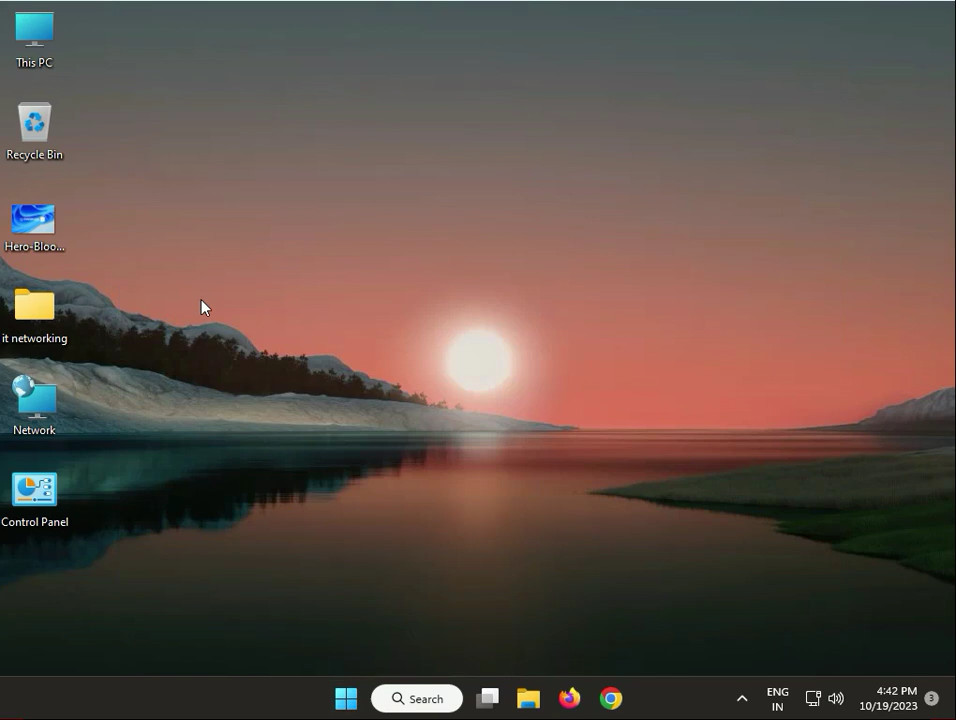 This PC
Recycle Bin
Hero-Bloo...
it networking
Network
Control Panel
Search
ENG
IN
4:42 PM
10/19/2023
3